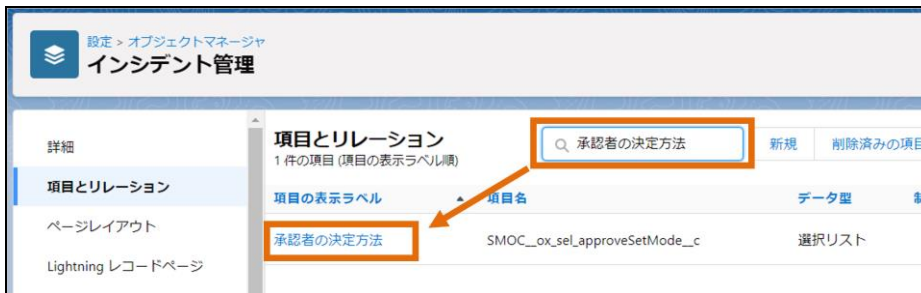 設定 > オブジェクトマネージャ
インシデント管理
詳細
項目とリレーション
ページレイアウト
Lightning レコードページ
項目とリレーション
1 件の項目 (項目の表示ラベル順)
承認者の決定方法
新規
削除済みの項目
項目の表示ラベル
項目名
データ型
承認者の決定方法
SMOC__ox_sel_approveSetMode__c
選択リスト